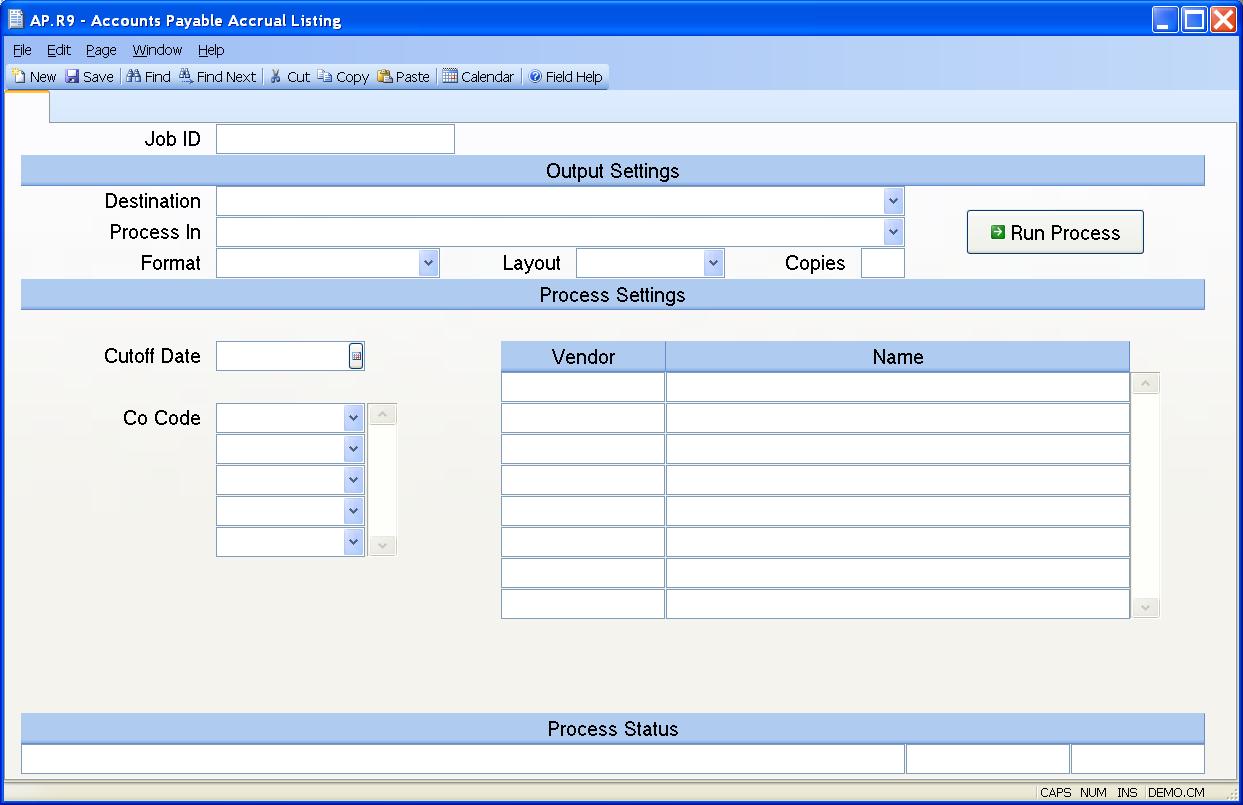 AP.R9 - Accounts Payable Accrual Listing
File Edit Page Window Help
New Save Find Find Next Cut Copy Paste Calendar Field Help
Job ID
Output Settings
Destination
Process In
Run Process
Format Layout Copies
Process Settings
Cutoff Date
Vendor Name
Co Code
Process Status
CAPS NUM INS DEMO.CM